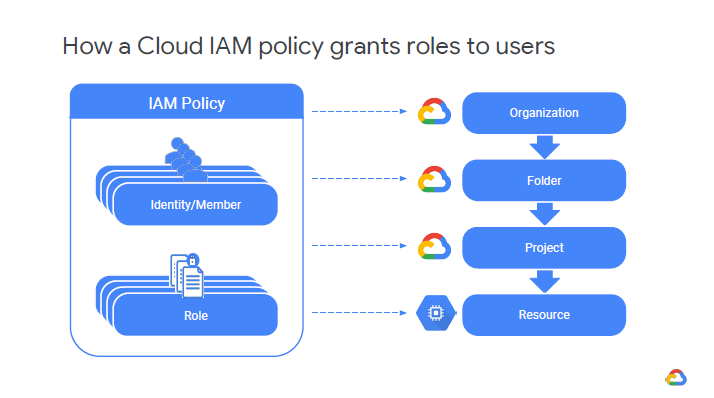 How a Cloud IAM policy grants roles to users
IAM Policy
Identity/Member
Role
Organization
Folder
Project
Resource